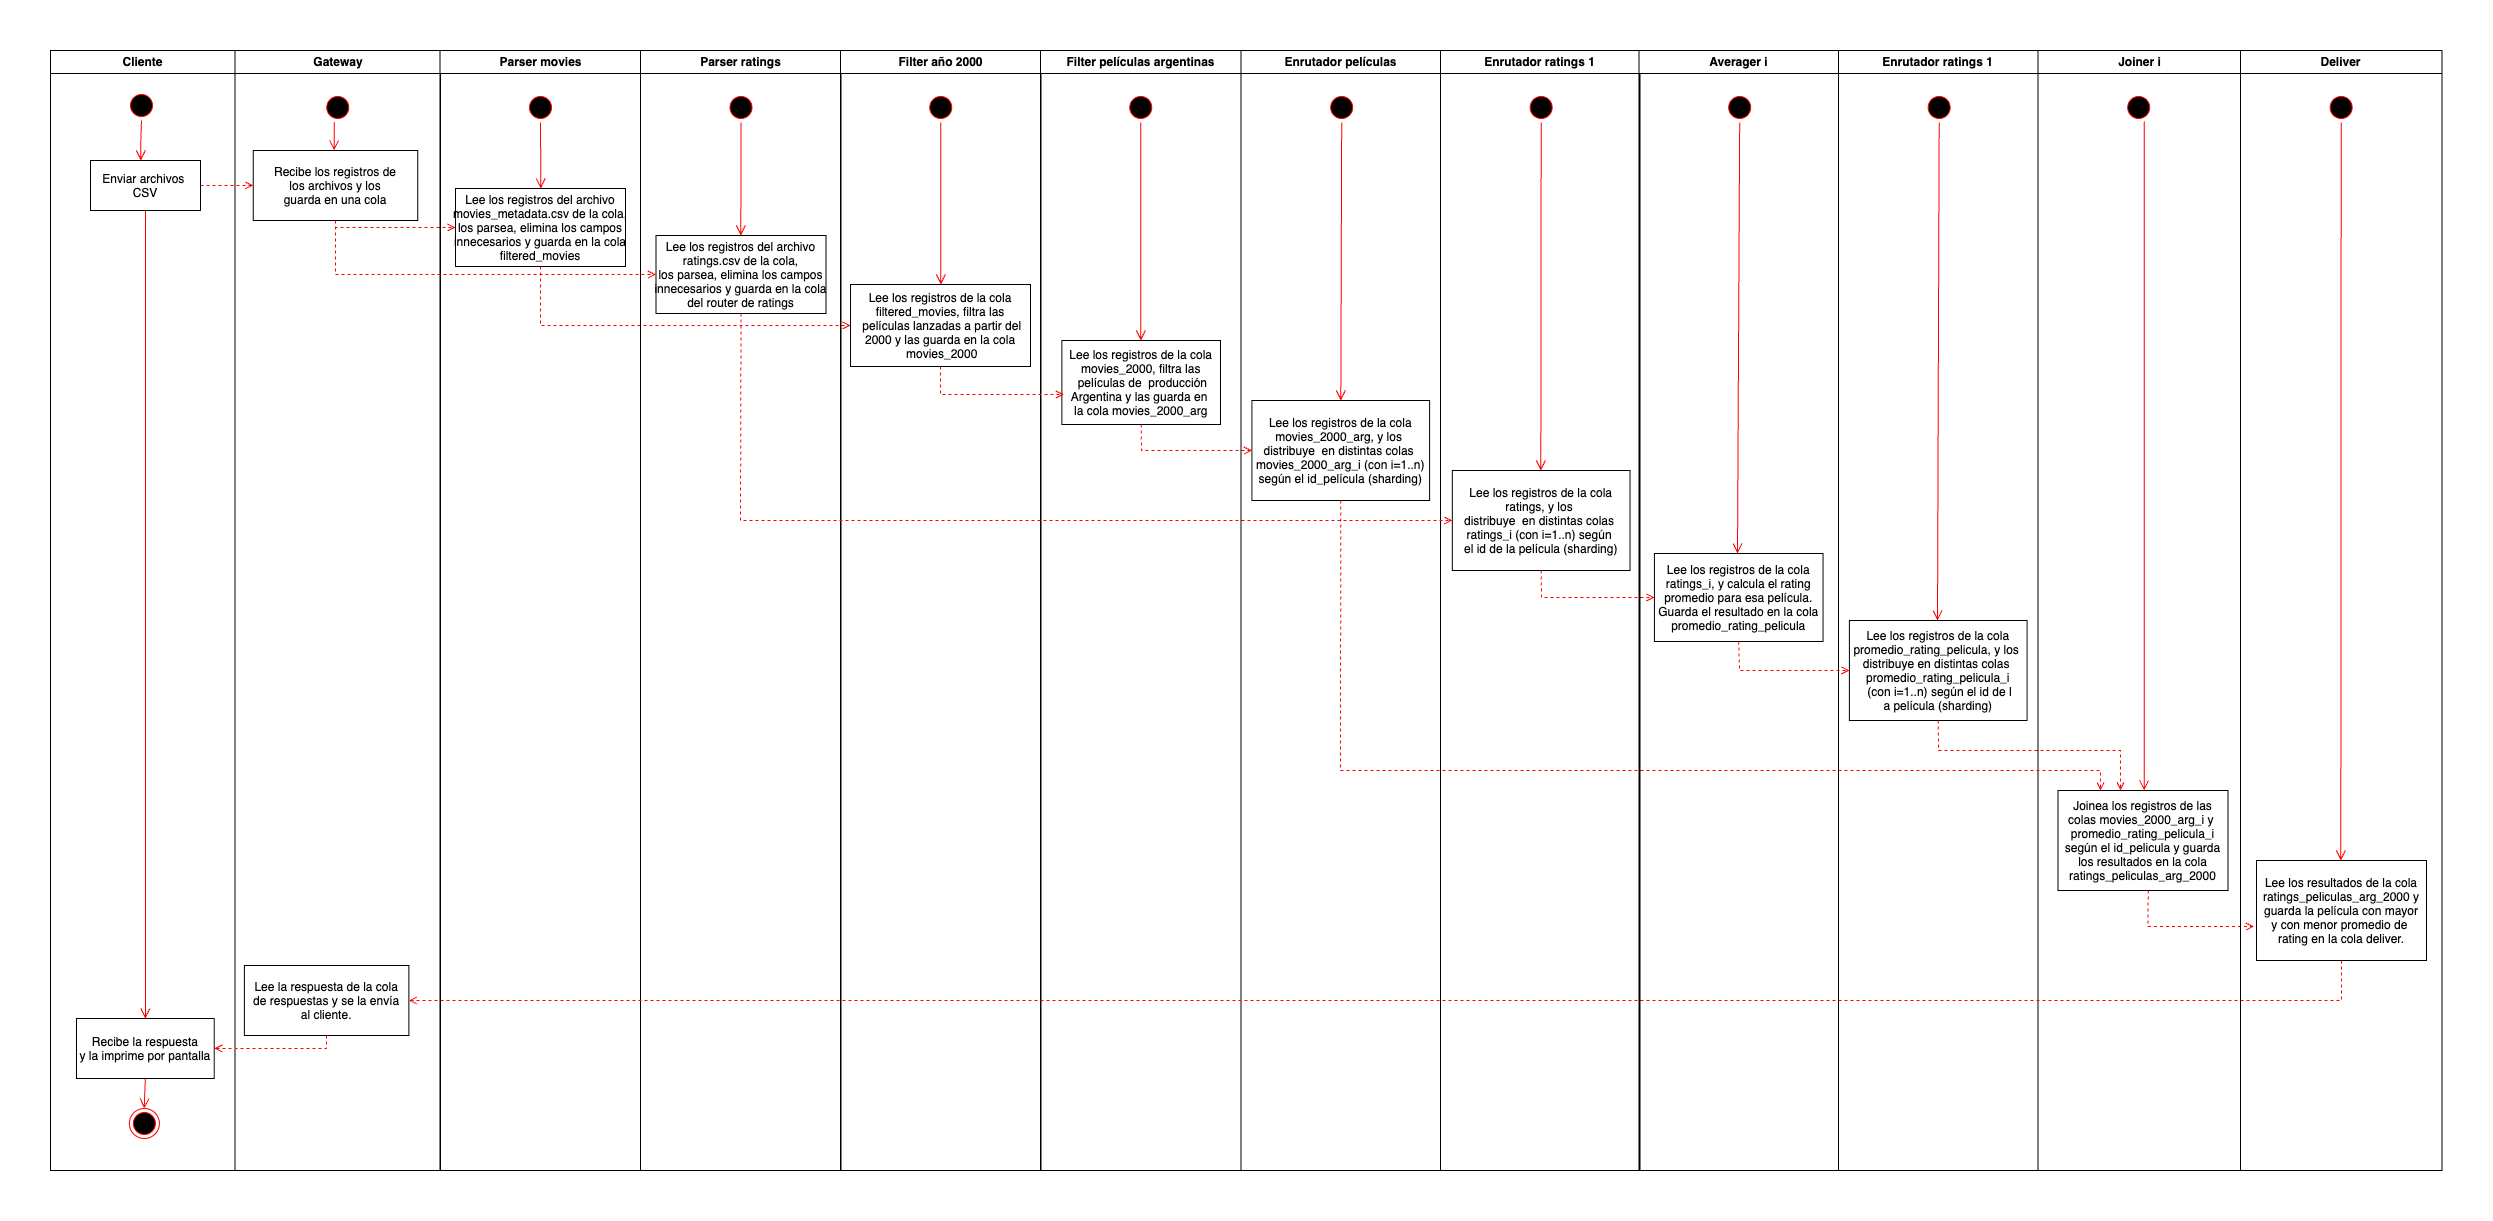 Cliente
Gateway
Parser movies
Parser ratings
Filter año 2000
Filter películas argentinas
Enrutador películas
Enrutador ratings 1
Averager i
Enrutador ratings 1
Joiner i
Deliver
Enviar archivos
CSV
Recibe los registros de
los archivos y los
guarda en una cola
Lee los registros del archivo
movies_metadata.csv de la cola,
los parsea, elimina los campos
innecesarios y guarda en la cola
filtered_movies
Lee los registros del archivo
ratings.csv de la cola,
los parsea, elimina los campos
innecesarios y guarda en la cola
del router de ratings
Lee los registros de la cola
filtered_movies, filtra las
películas lanzadas a partir del
2000 y las guarda en la cola
movies_2000
Lee los registros de la cola
movies_2000, filtra las
películas de producción
Argentina y las guarda en
la cola movies_2000_arg
Lee los registros de la cola
movies_2000_arg, y los
distribuye en distintas colas
movies_2000_arg_i (con i=1..n)
según el id_película (sharding)
Lee los registros de la cola
ratings, y los
distribuye en distintas colas
ratings_i (con i=1..n) según
el id de la película (sharding)
Lee los registros de la cola
ratings_i, y calcula el rating
promedio para esa película.
Guarda el resultado en la cola
promedio_rating_pelicula
Lee los registros de la cola
promedio_rating_pelicula, y los
distribuye en distintas colas
promedio_rating_pelicula_i
(con i=1..n) según el id de l
a película (sharding)
Joinea los registros de las
colas movies_2000_arg_i y
promedio_rating_pelicula_i
según el id_pelicula y guarda
los resultados en la cola
ratings_peliculas_arg_2000
Lee los resultados de la cola
ratings_peliculas_arg_2000 y
guarda la película con mayor
y con menor promedio de
rating en la cola deliver.
Lee la respuesta de la cola
de respuestas y se la envía
al cliente.
Recibe la respuesta
y la imprime por pantalla